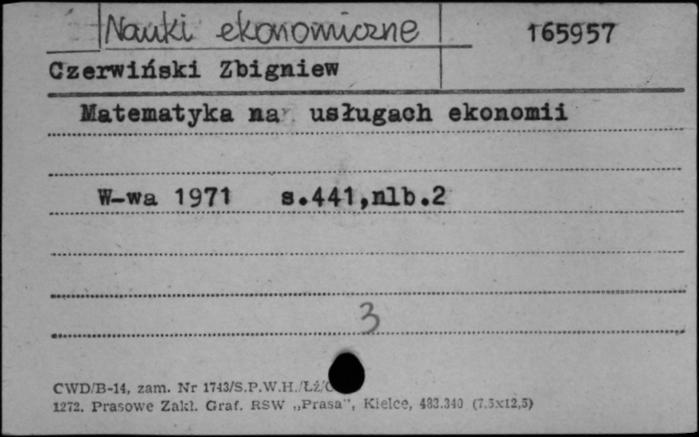 Nauki ekonomiczne 165957
Czerwiński Zbigniew
Matematyka na usługach ekonomii
W-wa 1971 s.441,nlb.2
3
CWD/B-14, zam. Nr 1743/S.P.W.H./Łź/
1272. Prasowe Zakł. Graf. RSW „Prasa”, Kielce, 483.340 (7.5x12,5)